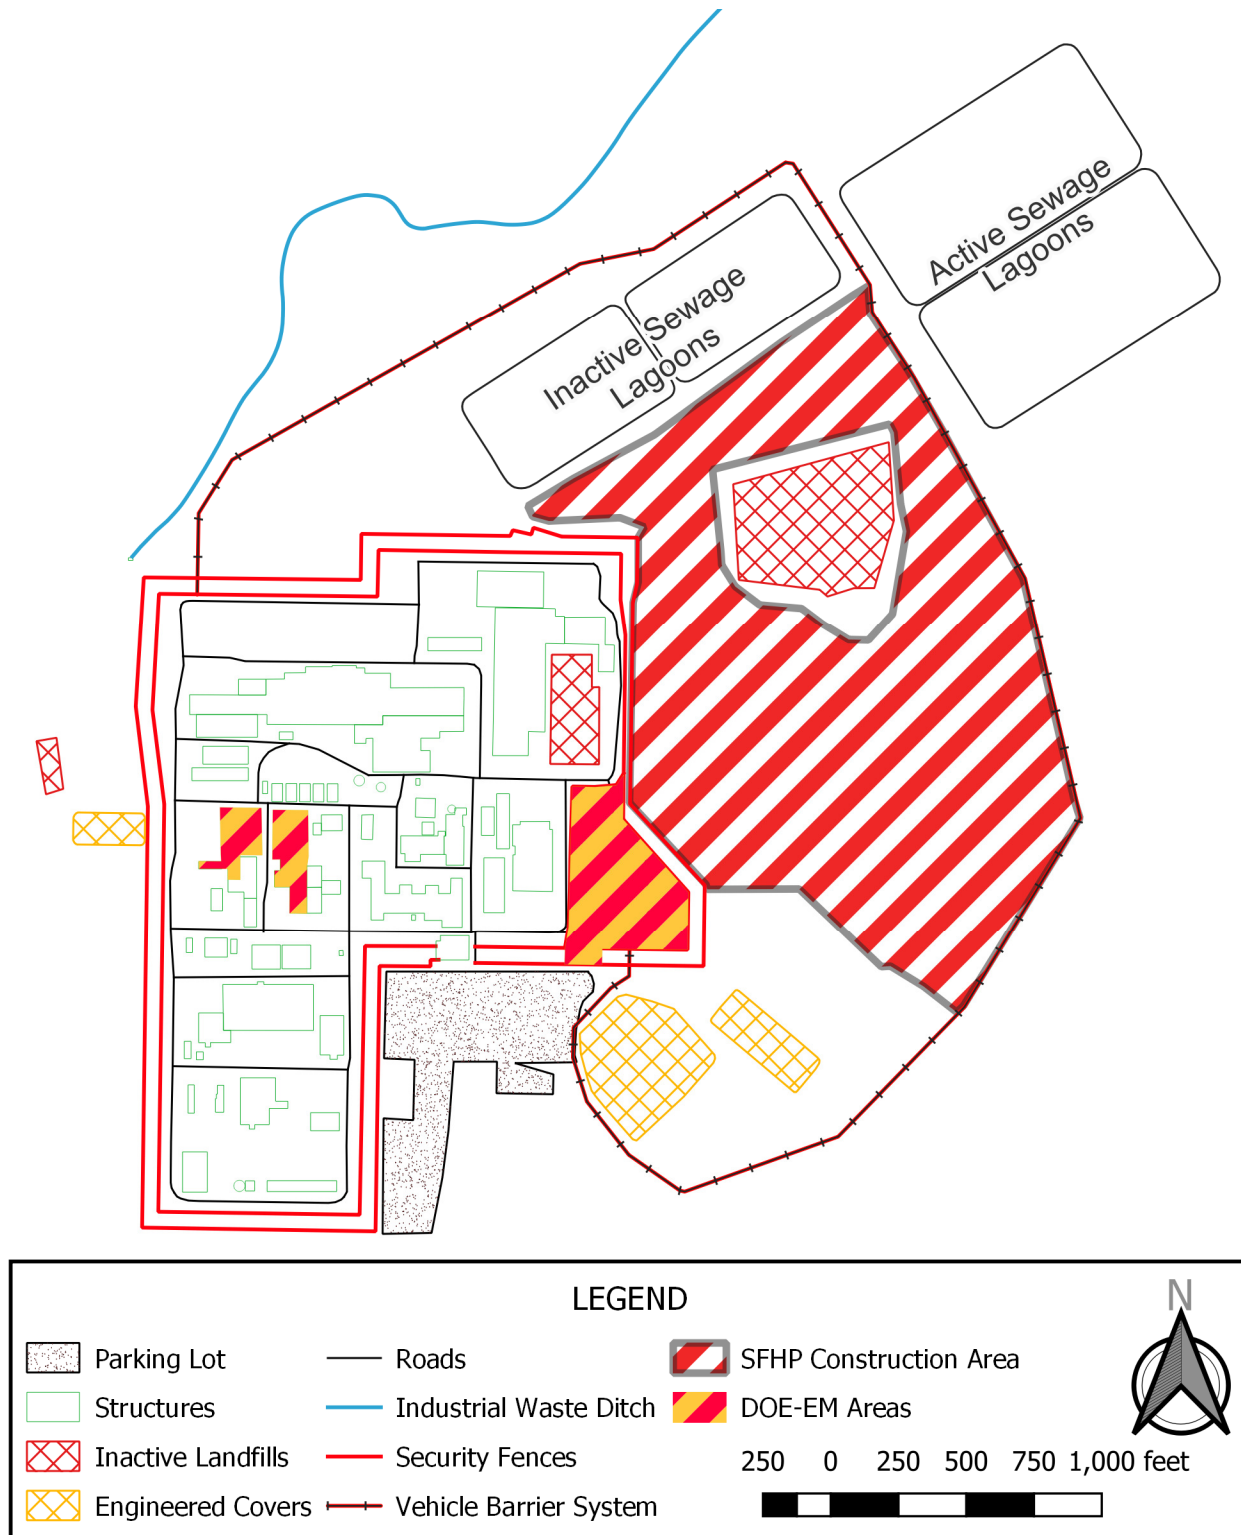 Active Sewage
Lagoons
Inactive Sewage
Lagoons
LEGEND
N
Parking Lot
Roads
SFHP Construction Area
Structures
Industrial Waste Ditch
DOE-EM Areas
Inactive Landfills
Security Fences
250 0 250 500 750 1,000 feet
Engineered Covers
Vehicle Barrier System